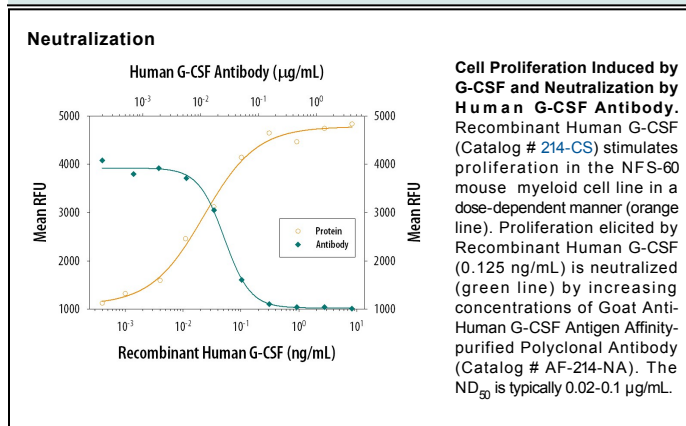 Neutralization
Human G-CSF Antibody (µg/mL)
10-3 10-2 10-1 100
5000 5000
4000 4000
3000 3000
2000 2000
1000 1000
Mean RFU
Mean RFU
Protein
Antibody
10-3 10-2 10-1 100 101
Recombinant Human G-CSF (ng/mL)
Cell Proliferation Induced by
G-CSF and Neutralization by
Human G-CSF Antibody.
Recombinant Human G-CSF
(Catalog # 214-CS) stimulates
proliferation in the NFS-60
mouse myeloid cell line in a
dose-dependent manner (orange
line). Proliferation elicited by
Recombinant Human G-CSF
(0.125 ng/mL) is neutralized
(green line) by increasing
concentrations of Goat Anti-
Human G-CSF Antigen Affinity-
purified Polyclonal Antibody
(Catalog # AF-214-NA). The
ND50 is typically 0.02-0.1 µg/mL.